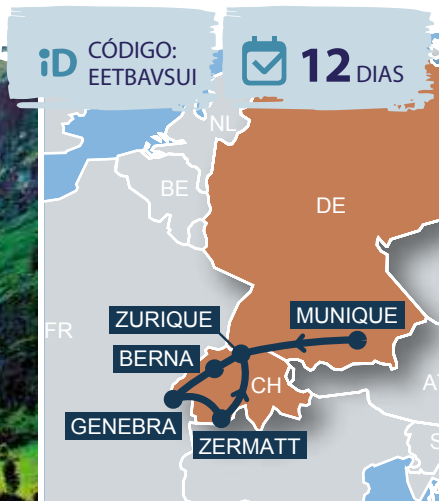 iD CÓDIGO:
EETBAVSUI
12 DIAS
NL
BE
DE
ZURIQUE
MUNIQUE
FR
BERNA
CH
GENEBRA
ZERMATT